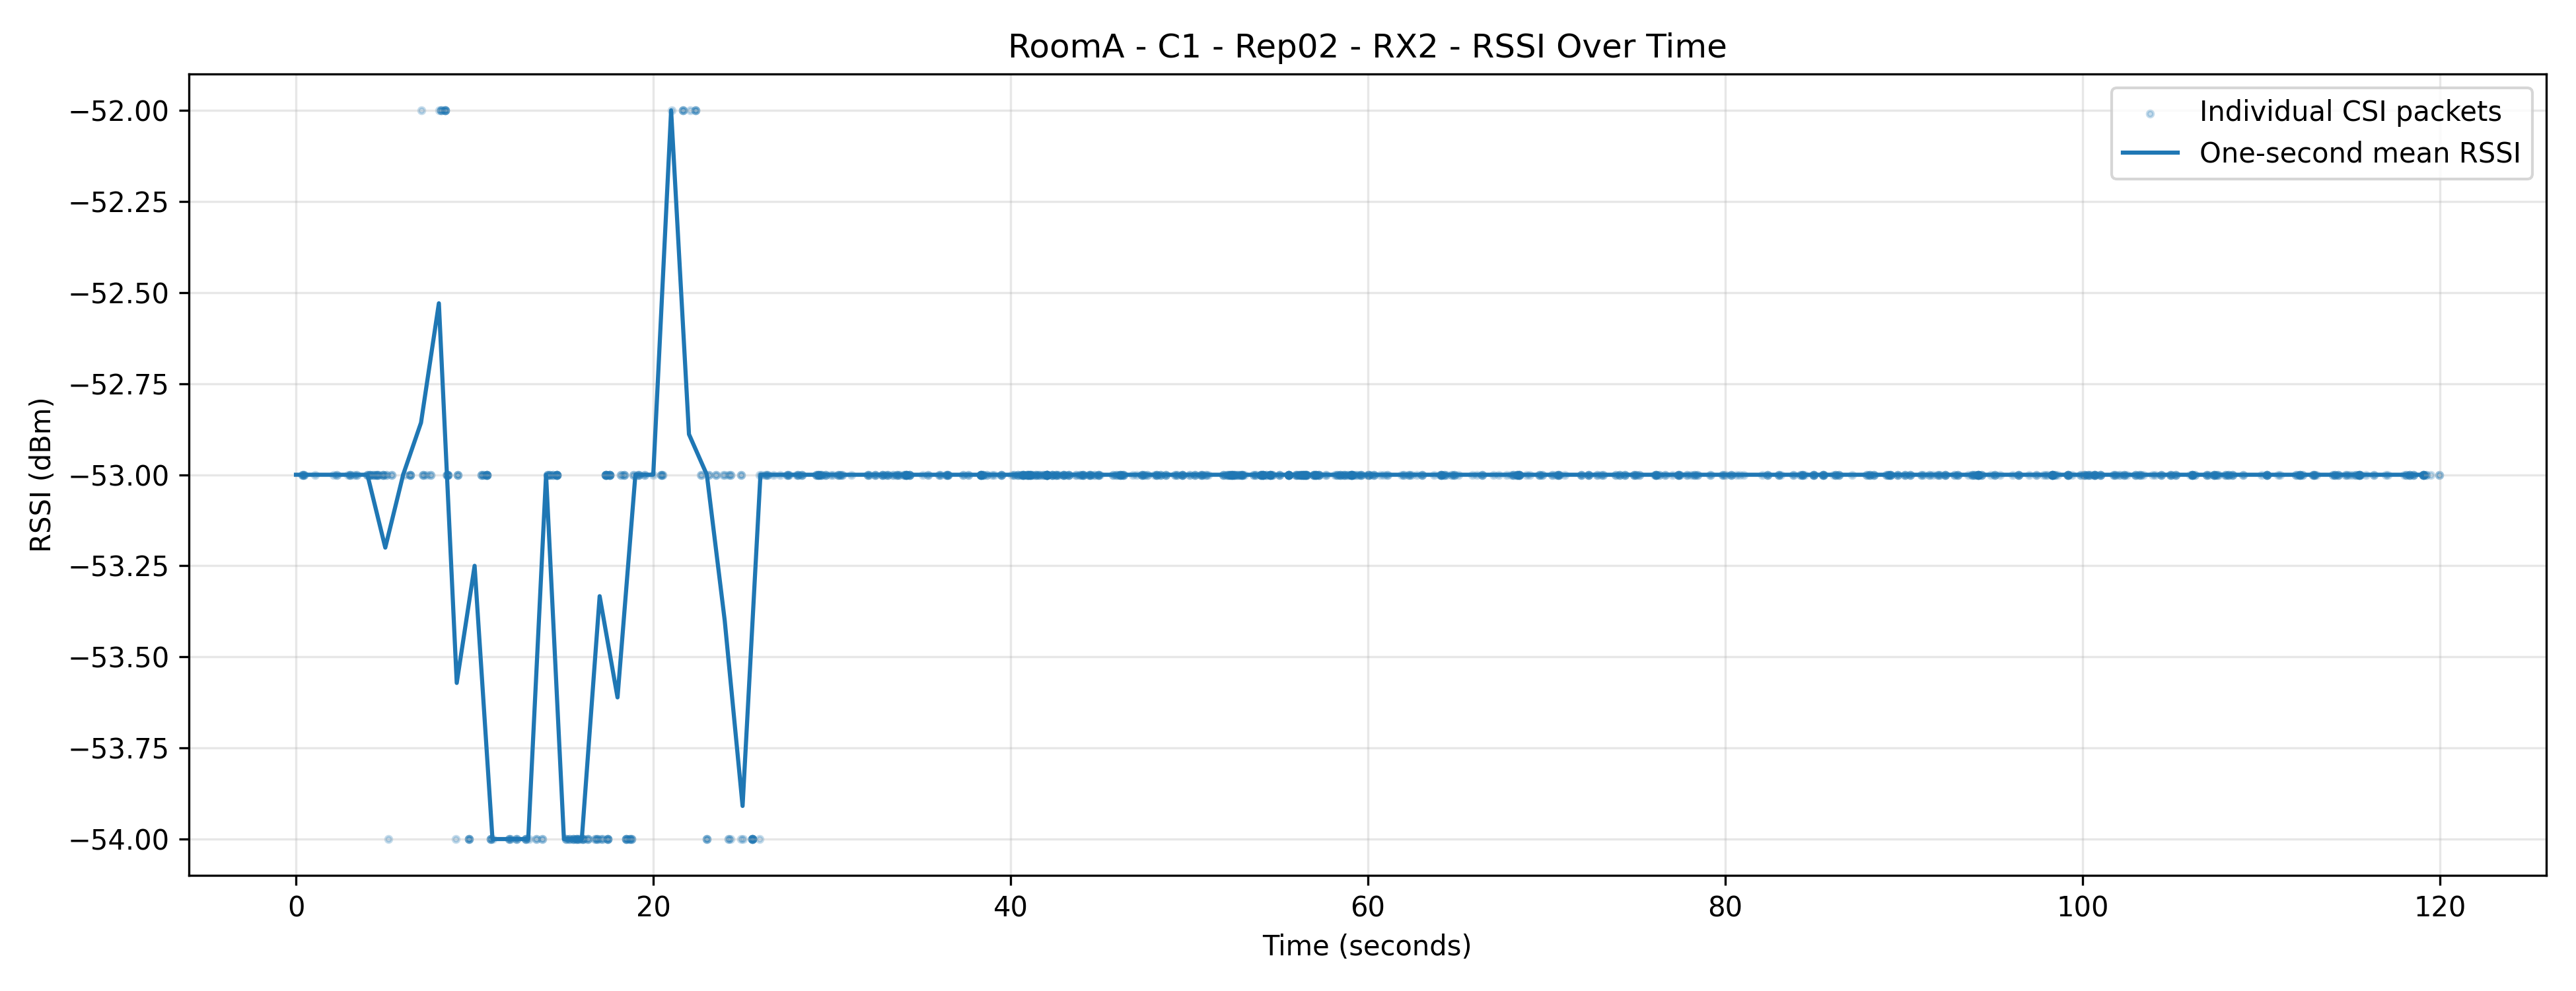 RoomA - C1 - Rep02 - RX2 - RSSI Over Time
Individual CSI packets
One-second mean RSSI
RSSI (dBm)
−52.00
−52.25
−52.50
−52.75
−53.00
−53.25
−53.50
−53.75
−54.00
0 20 40 60 80 100 120
Time (seconds)